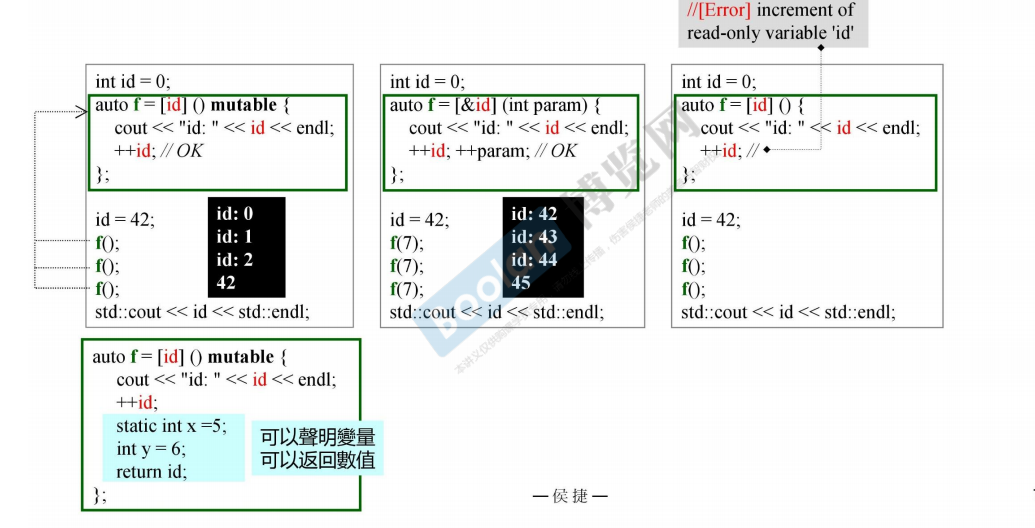 //[Error] increment of
read-only variable 'id'
int id = 0;
auto f = [id] () mutable {
cout << "id: " << id << endl;
++id; // OK
};
id = 42;
f();
f();
f();
std::cout << id << std::endl;
id: 0
id: 1
id: 2
42
int id = 0;
auto f = [&id] (int param) {
cout << "id: " << id << endl;
++id; ++param; // OK
};
id = 42;
f(7);
f(7);
f(7);
std::cout << id << std::endl;
id: 42
id: 43
id: 44
45
int id = 0;
auto f = [id] () {
cout << "id: " << id << endl;
++id; //
};
id = 42;
f();
f();
f();
std::cout << id << std::endl;
auto f = [id] () mutable {
cout << "id: " << id << endl;
++id;
static int x =5;
int y = 6;
return id;
};
可以聲明變量
可以返回數值
Boolan 博览网
—侯捷—